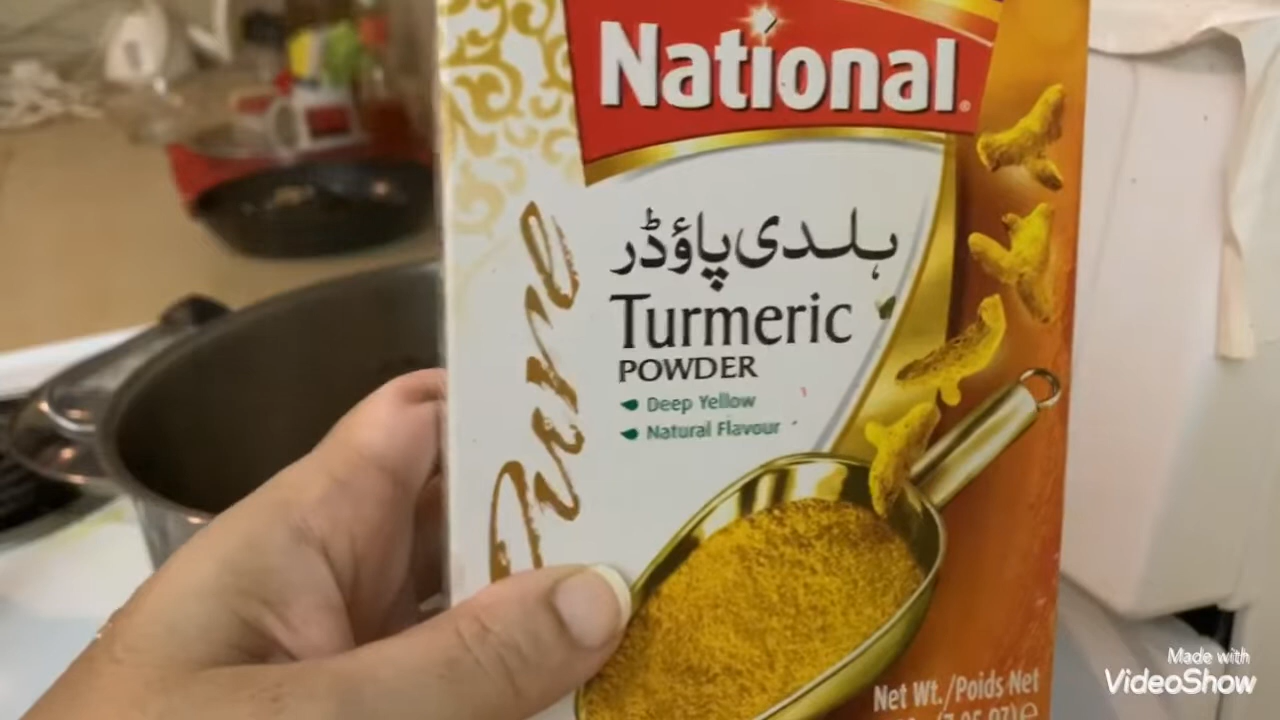 National
Pure
ہلدی پاؤڈر
Turmeric
POWDER
Deep Yellow
Natural Flavour
Net Wt./Poids Net
Made with
VideoShow